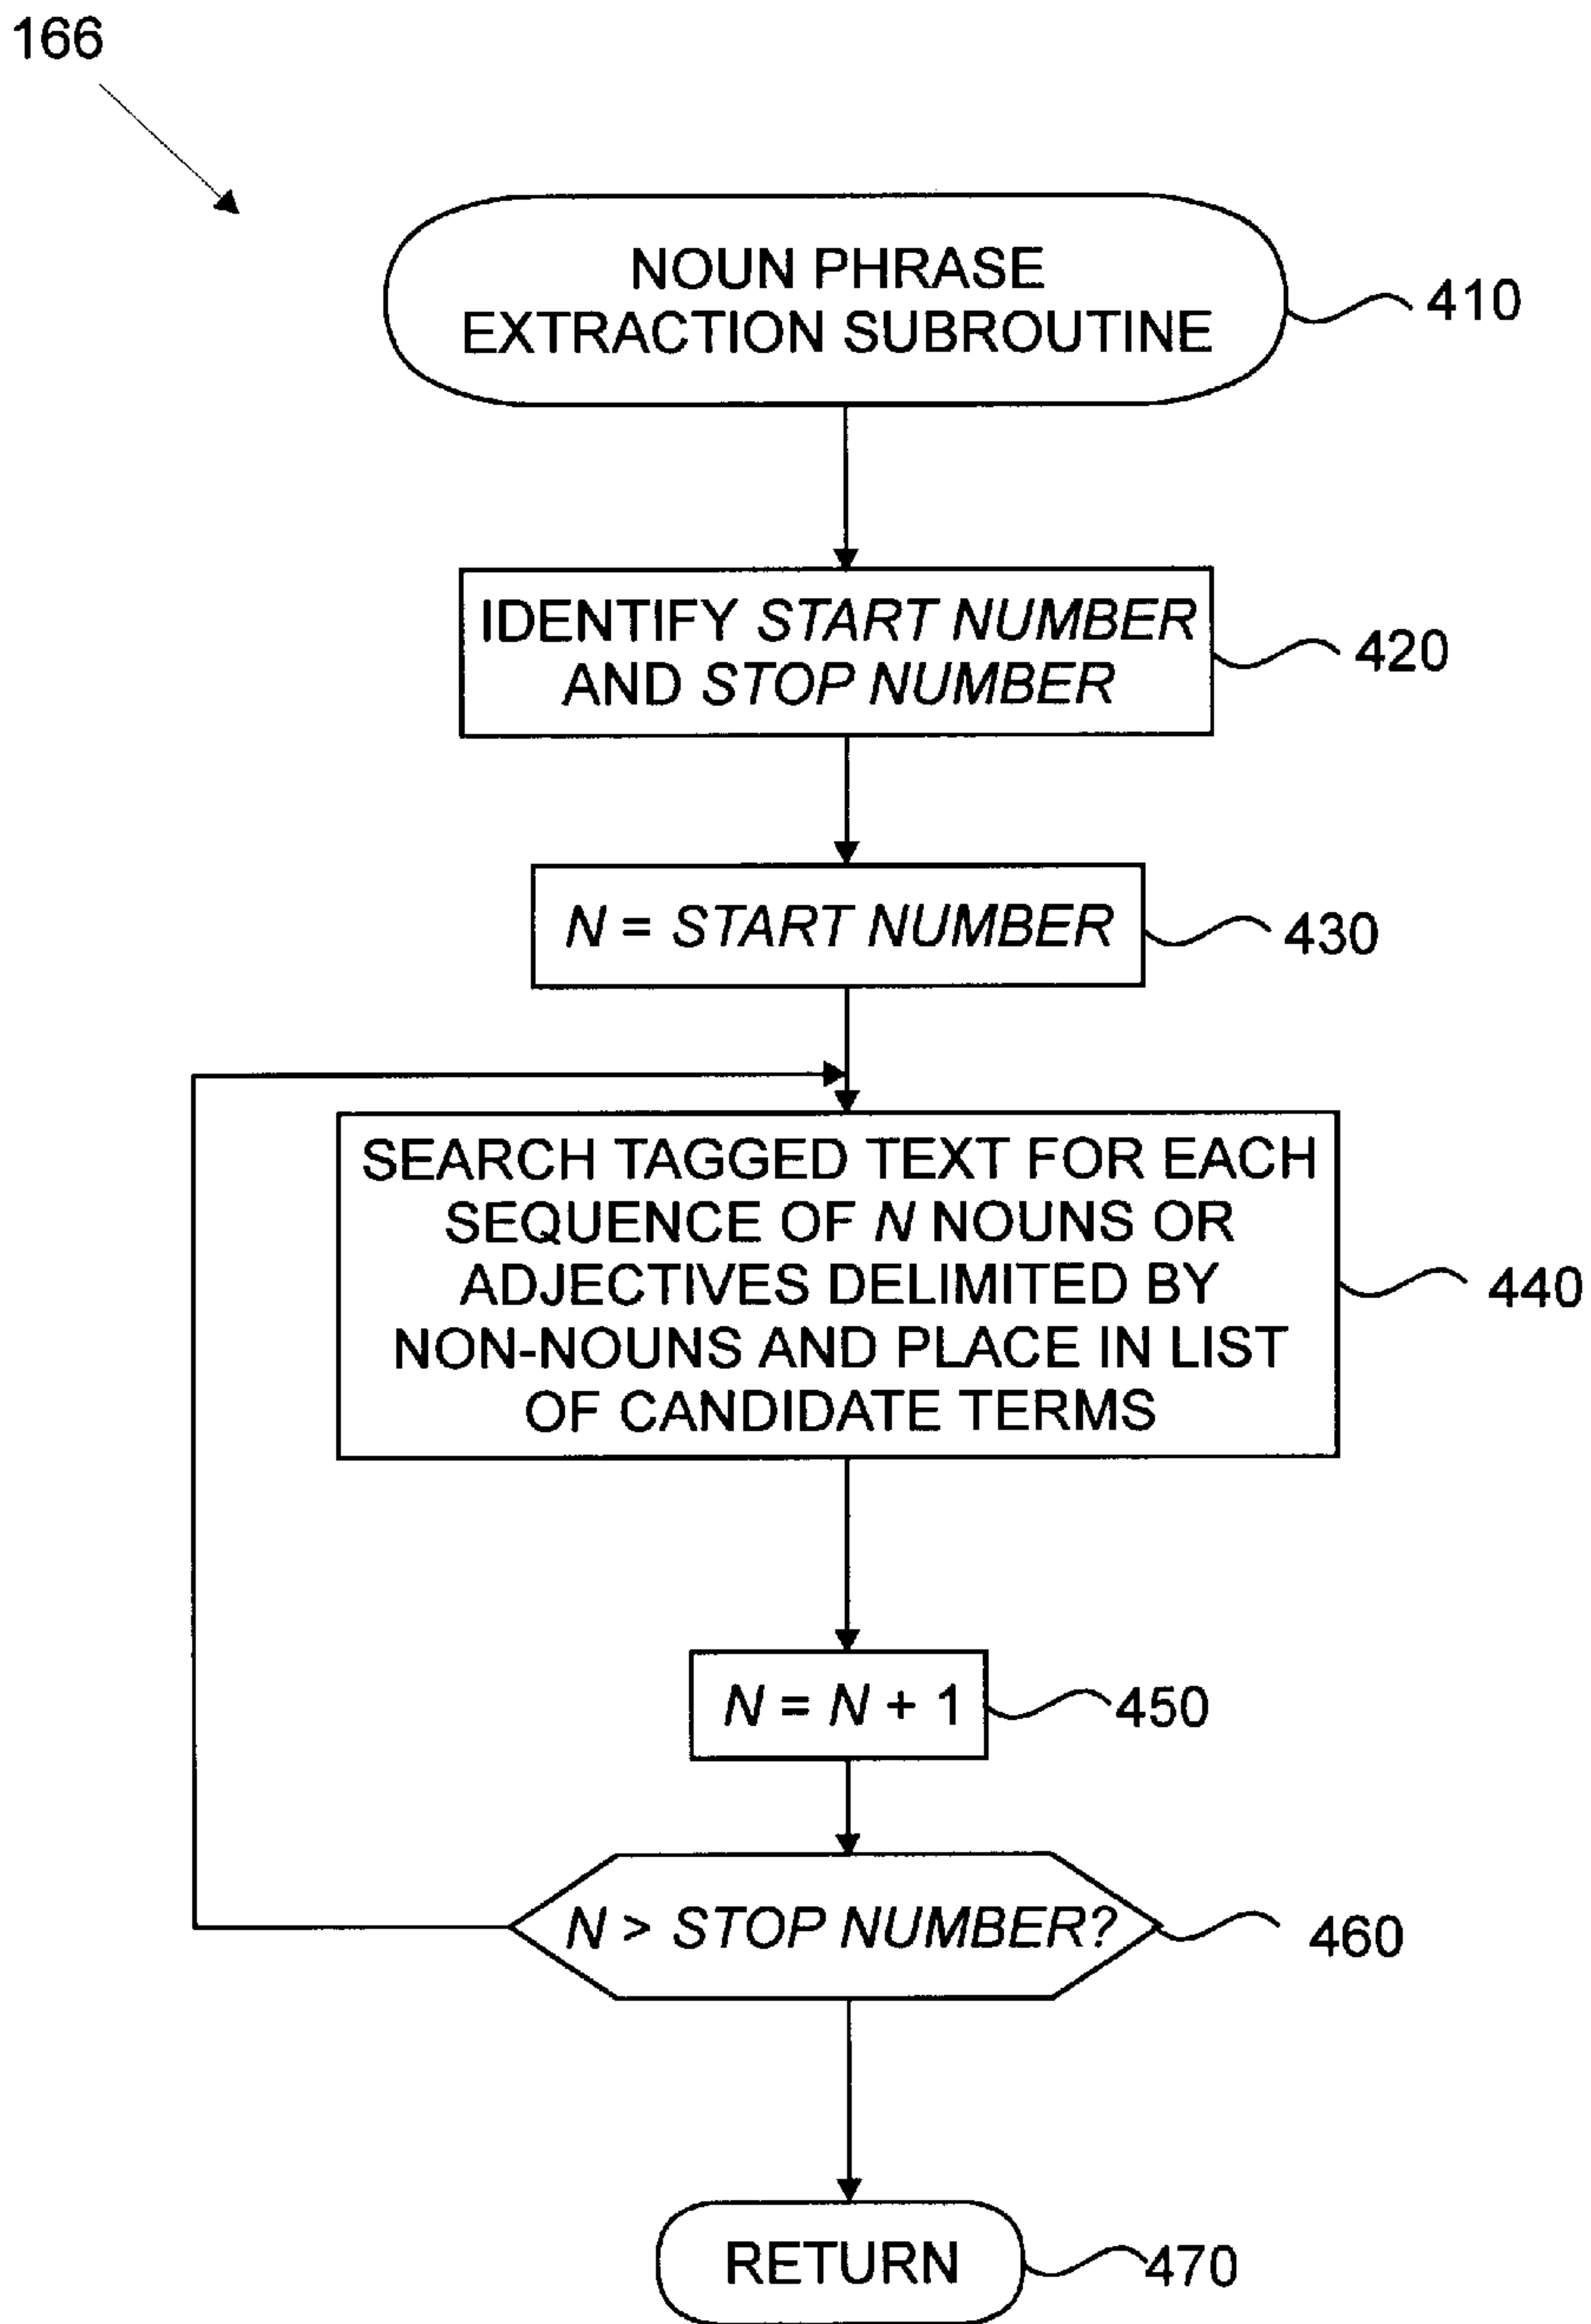 166
NOUN PHRASE
EXTRACTION SUBROUTINE
410
IDENTIFY START NUMBER
AND STOP NUMBER
420
N = START NUMBER
430
SEARCH TAGGED TEXT FOR EACH
SEQUENCE OF N NOUNS OR
ADJECTIVES DELIMITED BY
NON-NOUNS AND PLACE IN LIST
OF CANDIDATE TERMS
440
N = N + 1
450
N > STOP NUMBER?
460
RETURN
470